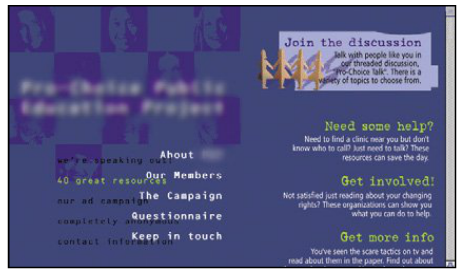 Pro-Choice Public
Education Project
About
we're speaking out!
Our Members
40 great resources
The Campaign
our ad campaign
Questionnaire
completely anonymous
Keep in touch
contact information
Join the discussion
Talk with people like you in
our threaded discussion,
"Pro-Choice Talk". There is a
variety of topics to choose from.
Need some help?
Need to find a clinic near you but don't
know who to call? Just need to talk? These
resources can save the day.
Get involved!
Not satisfied just reading about your changing
rights? These organizations can show you
what you can do to help.
Get more info
You've seen the scare tactics on tv and
read about them in the paper. Find out about